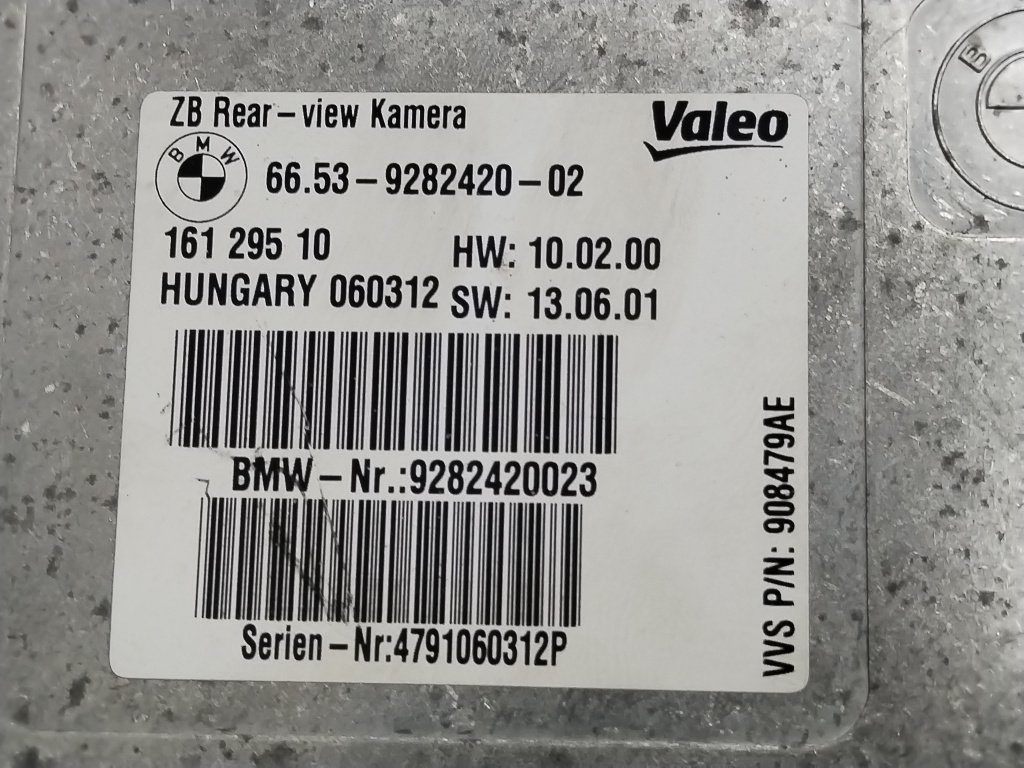 ZB Rear-view Kamera
Valeo
BMW
66.53-9282420-02
161 295 10
HW: 10.02.00
HUNGARY 060312
SW: 13.06.01
BMW-Nr.:9282420023
Serien-Nr:4791060312P
VVS P/N: 908479AE
B